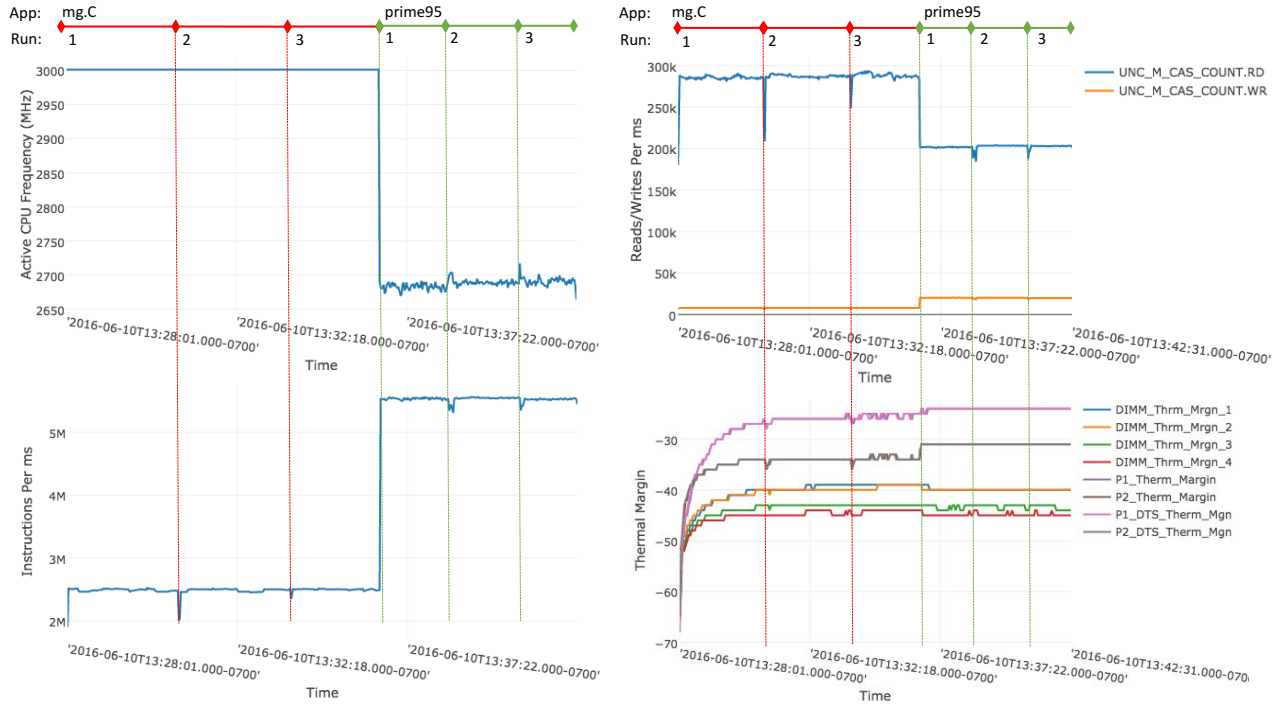 App: mg.C prime95
Run: 1 2 3 1 2 3
3000
2950
2900
2850
2800
2750
2700
2650
Active CPU Frequency (MHz)
'2016-06-10T13:28:01.000-0700'
'2016-06-10T13:32:18.000-0700'
'2016-06-10T13:37:22.000-0700'
Time
5M
4M
3M
2M
Instructions Per ms
'2016-06-10T13:28:01.000-0700'
'2016-06-10T13:32:18.000-0700'
'2016-06-10T13:37:22.000-0700'
Time
App: mg.C prime95
Run: 1 2 3 1 2 3
300k
250k
200k
150k
100k
50k
0
Reads/Writes Per ms
'2016-06-10T13:28:01.000-0700'
'2016-06-10T13:32:18.000-0700'
'2016-06-10T13:37:22.000-0700'
'2016-06-10T13:42:31.000-0700'
Time
UNC_M_CAS_COUNT.RD
UNC_M_CAS_COUNT.WR
−30
−40
−50
−60
−70
Thermal Margin
'2016-06-10T13:28:01.000-0700'
'2016-06-10T13:32:18.000-0700'
'2016-06-10T13:37:22.000-0700'
'2016-06-10T13:42:31.000-070
Time
DIMM_Thrm_Mrgn_1
DIMM_Thrm_Mrgn_2
DIMM_Thrm_Mrgn_3
DIMM_Thrm_Mrgn_4
P1_Therm_Margin
P2_Therm_Margin
P1_DTS_Therm_Mgn
P2_DTS_Therm_Mgn